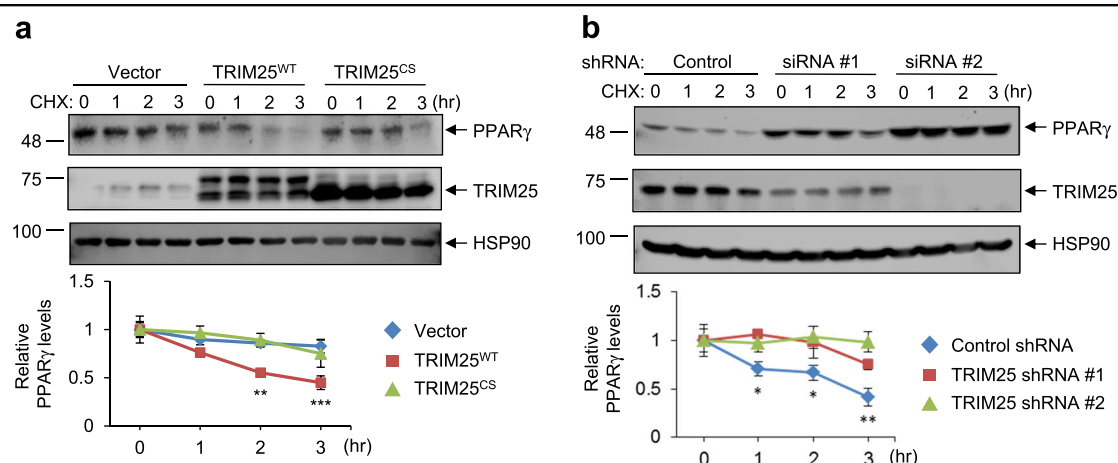 a
Vector TRIM25WT TRIM25CS
CHX: 0 1 2 3 0 1 2 3 0 1 2 3 (hr)
48 PPARγ
75 TRIM25
100 HSP90
1.5
1
0.5
0
Relative
PPARγ levels
** ***
0 1 2 3 (hr)
Vector
TRIM25WT
TRIM25CS
b
shRNA: Control siRNA #1 siRNA #2
CHX: 0 1 2 3 0 1 2 3 0 1 2 3 (hr)
48 PPARγ
75 TRIM25
100 HSP90
1.5
1
0.5
0
Relative
PPARγ levels
* * **
0 1 2 3 (hr)
Control shRNA
TRIM25 shRNA #1
TRIM25 shRNA #2